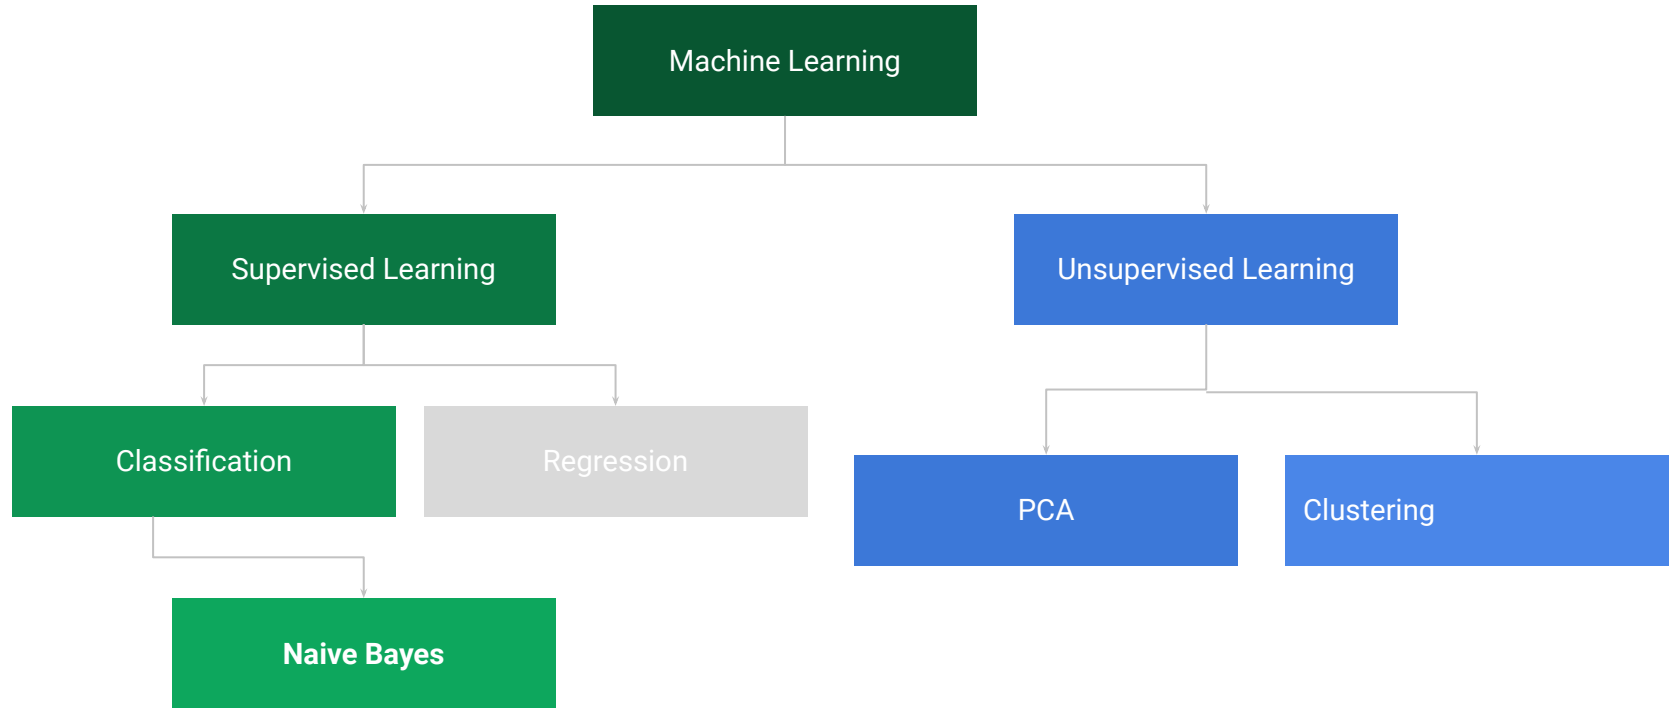 Machine Learning
Supervised Learning
Unsupervised Learning
Classification
Regression
PCA
Clustering
Naive Bayes